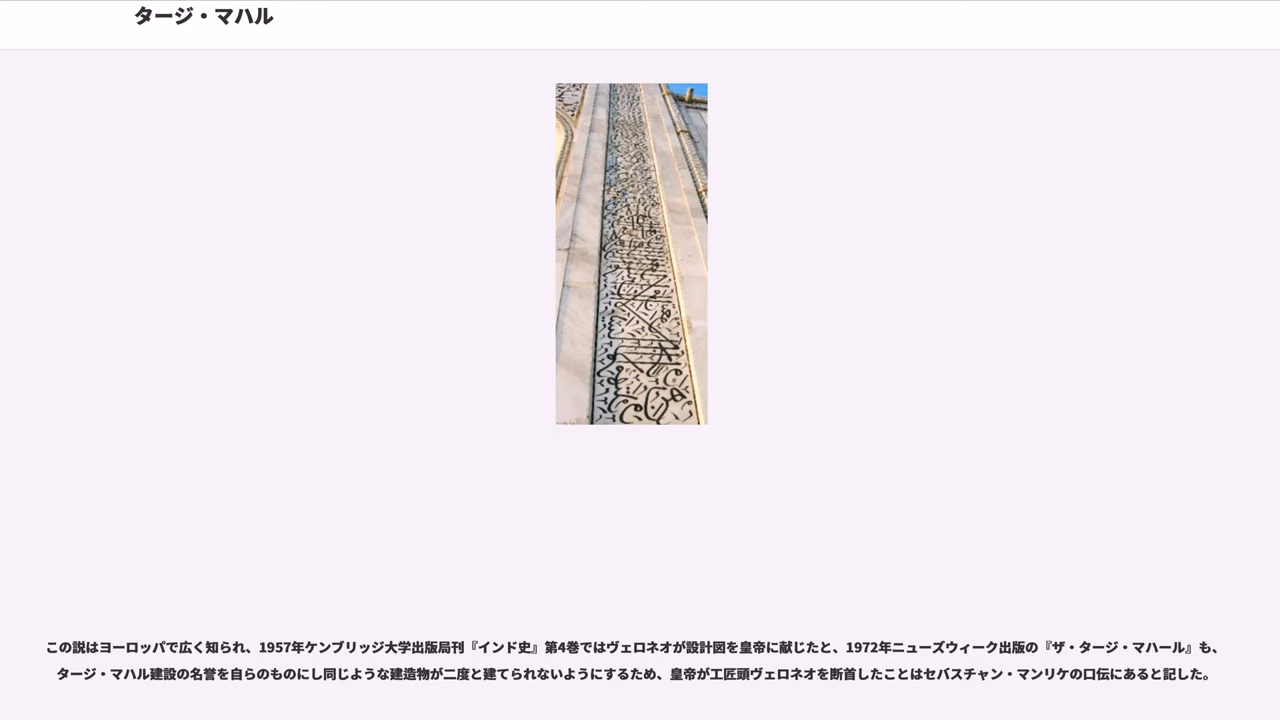 タージ・マハル
この説はヨーロッパで広く知られ、1957年ケンブリッジ大学出版局刊『インド史』第4巻ではヴェロネオが設計図を皇帝に献じたと、1972年ニューズウィーク出版の『ザ・タージ・マハール』も、
タージ・マハル建設の名誉を自らのものにし同じような建造物が二度と建てられないようにするため、皇帝が工匠頭ヴェロネオを断首したことはセバスチャン・マンリケの口伝にあると記した。